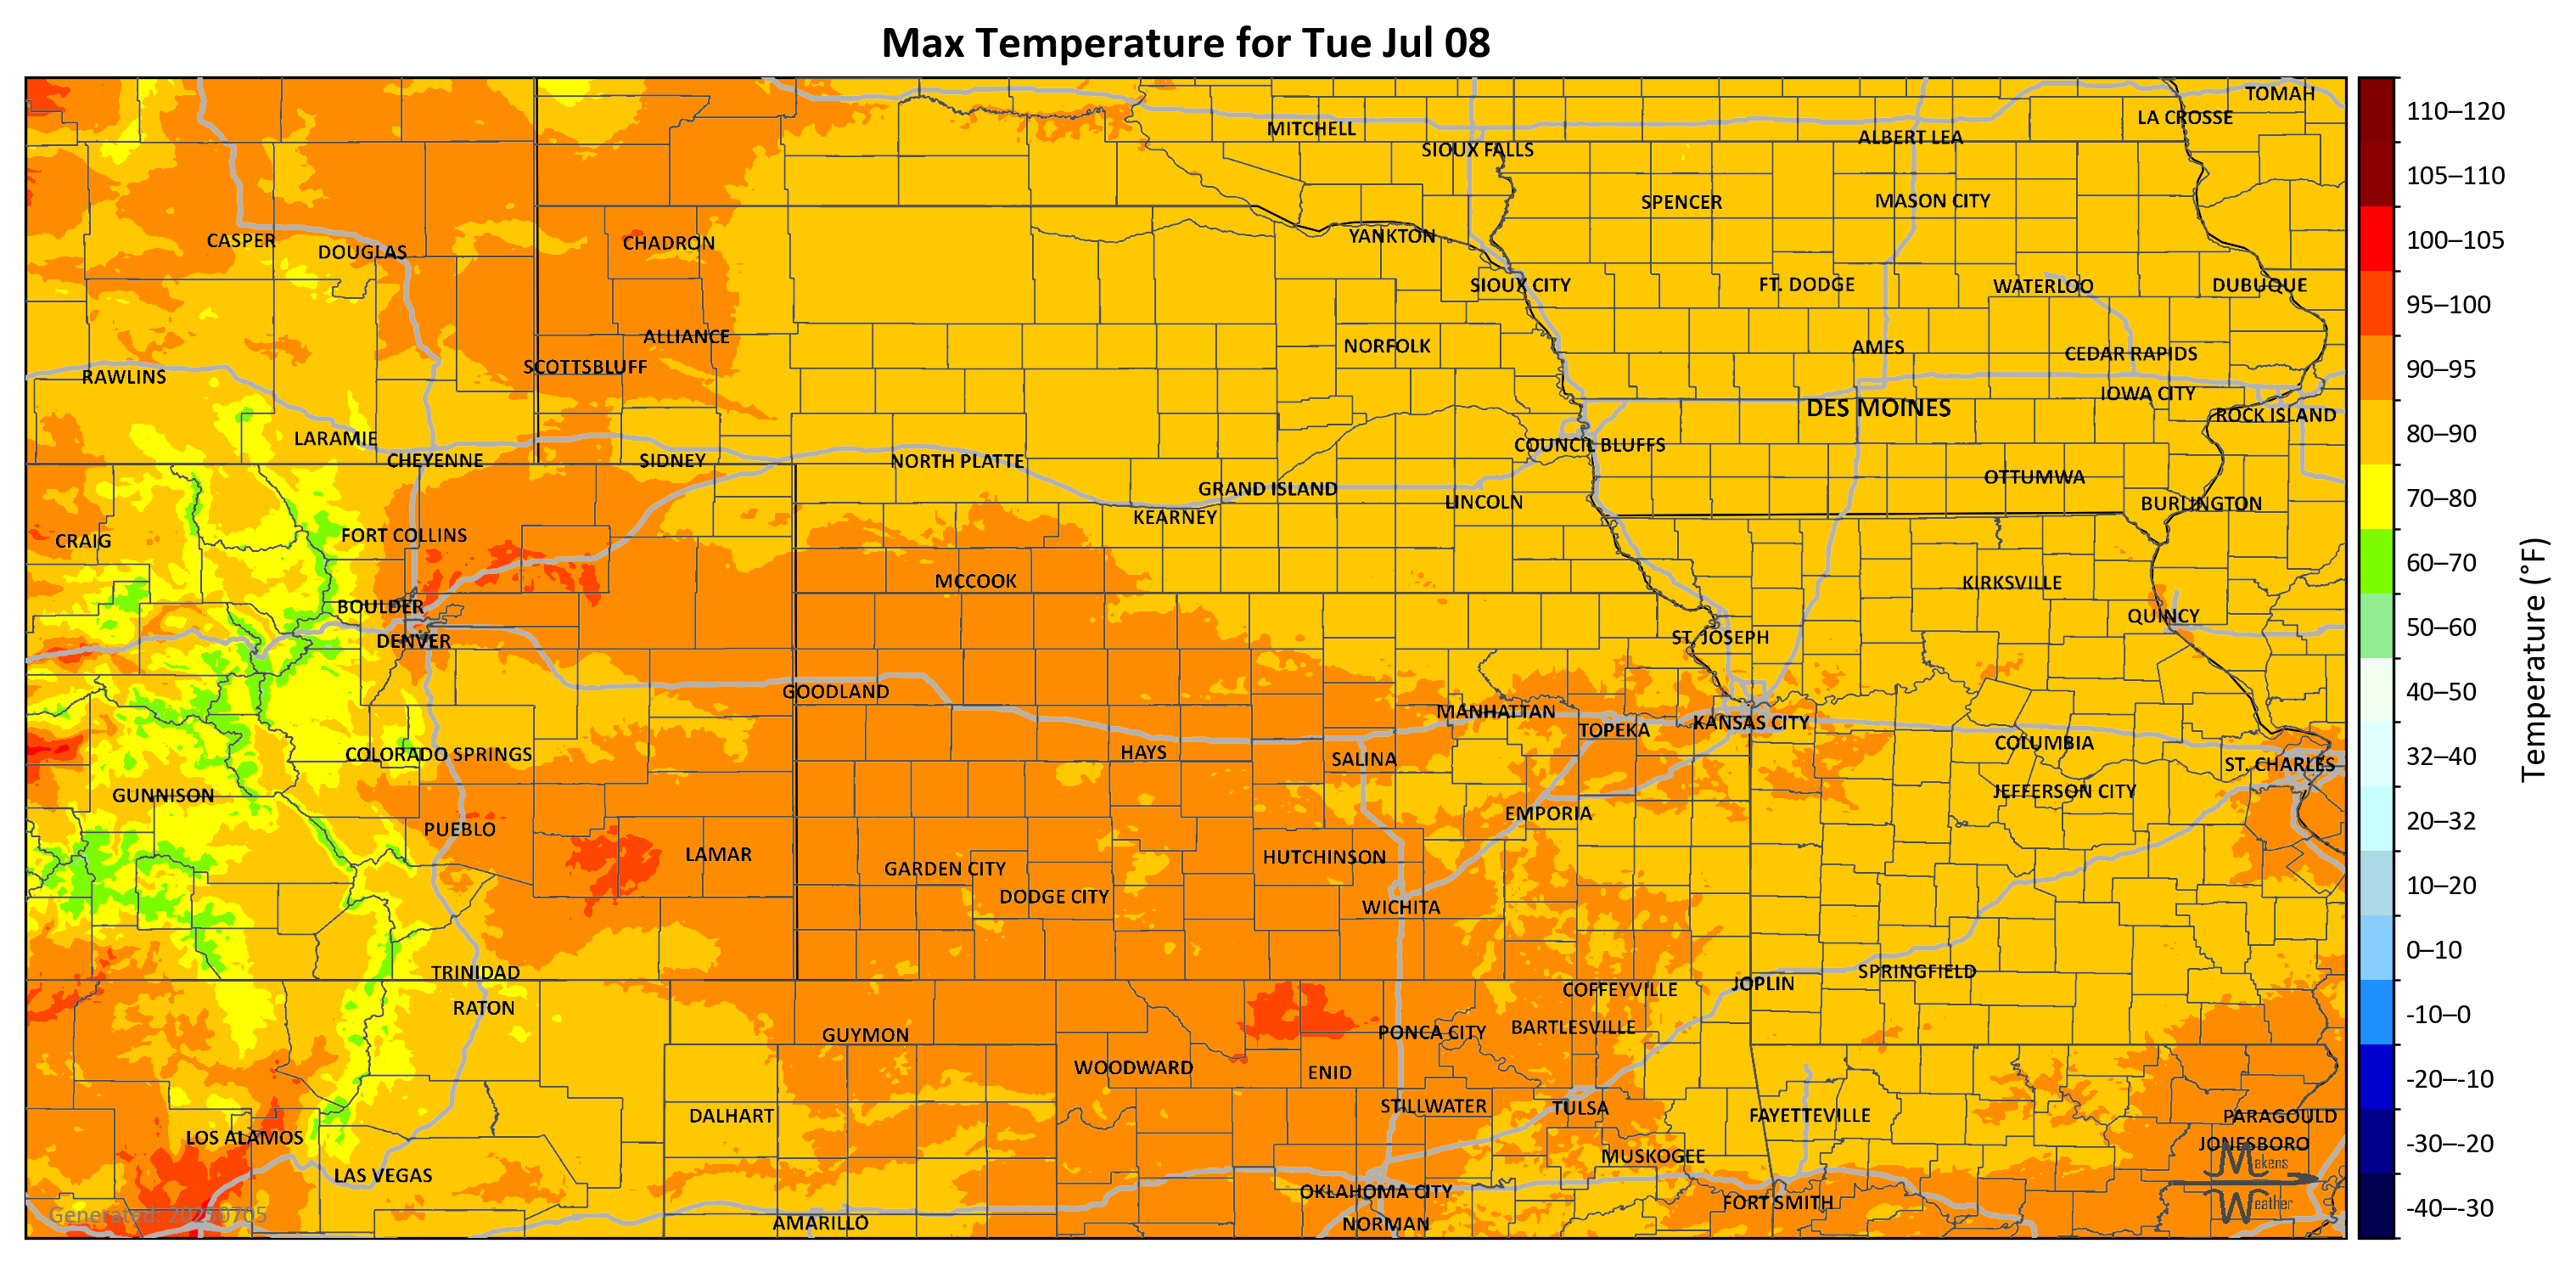 Max Temperature for Tue Jul 08
TOMAH
LA CROSSE
MITCHELL
ALBERT LEA
SIOUX FALLS
SPENCER
MASON CITY
CASPER
DOUGLAS
CHADRON
YANKTON
SIOUX CITY
FT. DODGE
WATERLOO
DUBUQUE
ALLIANCE
NORFOLK
AMES
CEDAR RAPIDS
SCOTTSBLUFF
RAWLINS
IOWA CITY
DES MOINES
ROCK ISLAND
LARAMIE
COUNCIL BLUFFS
CHEYENNE
SIDNEY
NORTH PLATTE
OTTUMWA
GRAND ISLAND
LINCOLN
BURLINGTON
KEARNEY
FORT COLLINS
CRAIG
MCCOOK
KIRKSVILLE
BOULDER
QUINCY
DENVER
ST. JOSEPH
GOODLAND
MANHATTAN
TOPEKA
KANSAS CITY
COLUMBIA
COLORADO SPRINGS
HAYS
SALINA
ST. CHARLES
GUNNISON
JEFFERSON CITY
EMPORIA
PUEBLO
LAMAR
HUTCHINSON
GARDEN CITY
DODGE CITY
WICHITA
TRINIDAD
SPRINGFIELD
JOPLIN
COFFEYVILLE
RATON
GUYMON
PONCA CITY
BARTLESVILLE
WOODWARD
ENID
STILLWATER
TULSA
DALHART
FAYETTEVILLE
PARAGOULD
LOS ALAMOS
JONESBORO
MUSKOGEE
LAS VEGAS
OKLAHOMA CITY
FORT SMITH
AMARILLO
NORMAN
Makens
Weather
Generated: 20250705
110–120
105–110
100–105
95–100
90–95
80–90
70–80
60–70
50–60
40–50
32–40
20–32
10–20
0–10
-10–0
-20–-10
-30–-20
-40–-30
Temperature (°F)